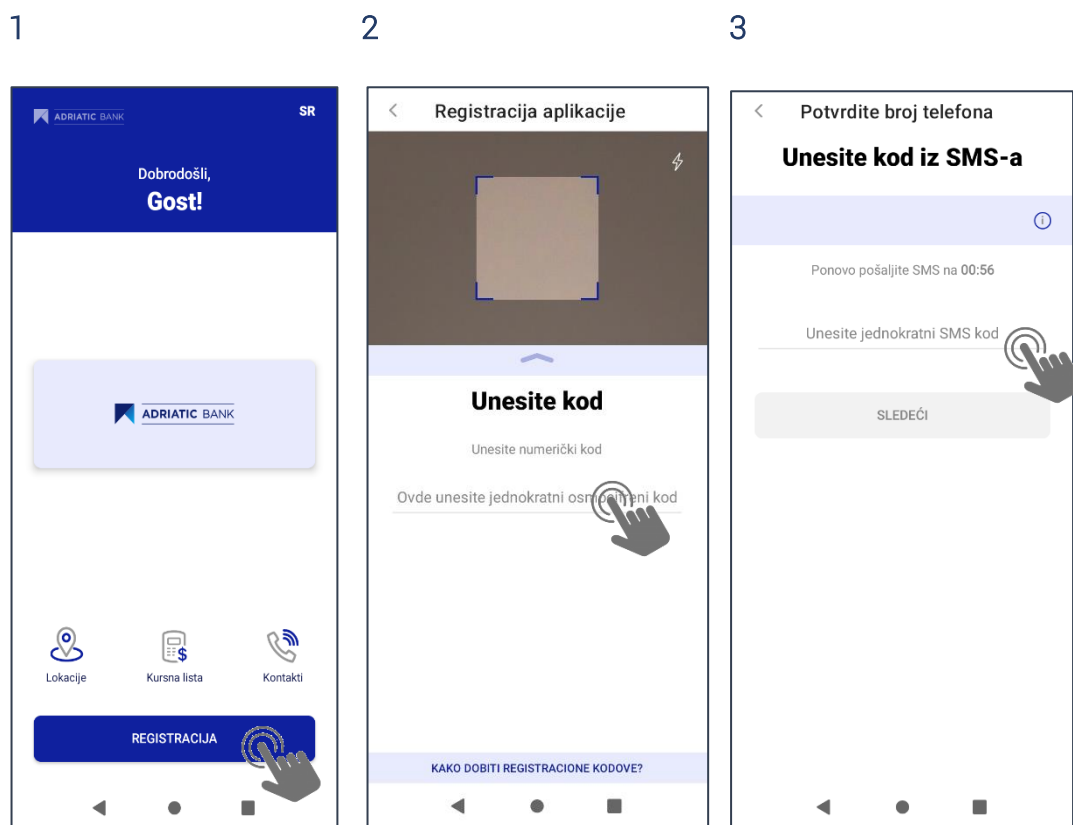 1
2
3
ADRIATIC BANK
SR
Dobrodošli,
Gost!
ADRIATIC BANK
Lokacije
Kursna lista
Kontakti
REGISTRACIJA
Registracija aplikacije
Unesite kod
Unesite numerički kod
Ovde unesite jednokratni osmocifreni kod
KAKO DOBITI REGISTRACIONE KODOVE?
Potvrdite broj telefona
Unesite kod iz SMS-a
Ponovo pošaljite SMS na 00:56
Unesite jednokratni SMS kod
SLEDEĆI